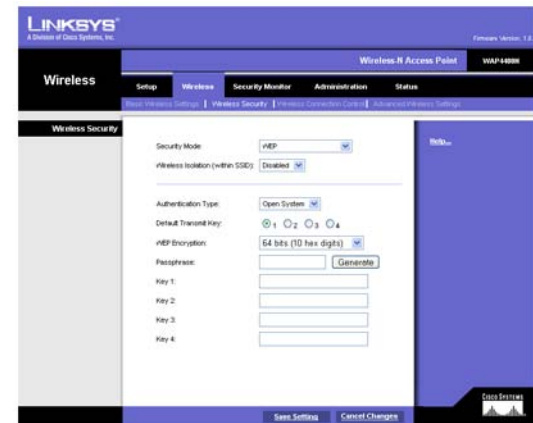 LINKSYS®
A Division of Cisco Systems, Inc.
Firmware Version: 1.0
Wireless-N Access Point WAP4400N
Wireless
Setup Wireless Security Monitor Administration Status
Basic Wireless Settings | Wireless Security | Wireless Connection Control | Advanced Wireless Settings
Wireless Security
Help...
Security Mode WEP
Wireless Isolation (within SSID): Disabled
Authentication Type: Open System
Default Transmit Key: 1 2 3 4
WEP Encryption: 64 bits (10 hex digits)
Passphrase: Generate
Key 1:
Key 2:
Key 3:
Key 4:
Save Setting Cancel Changes
CISCO SYSTEMS